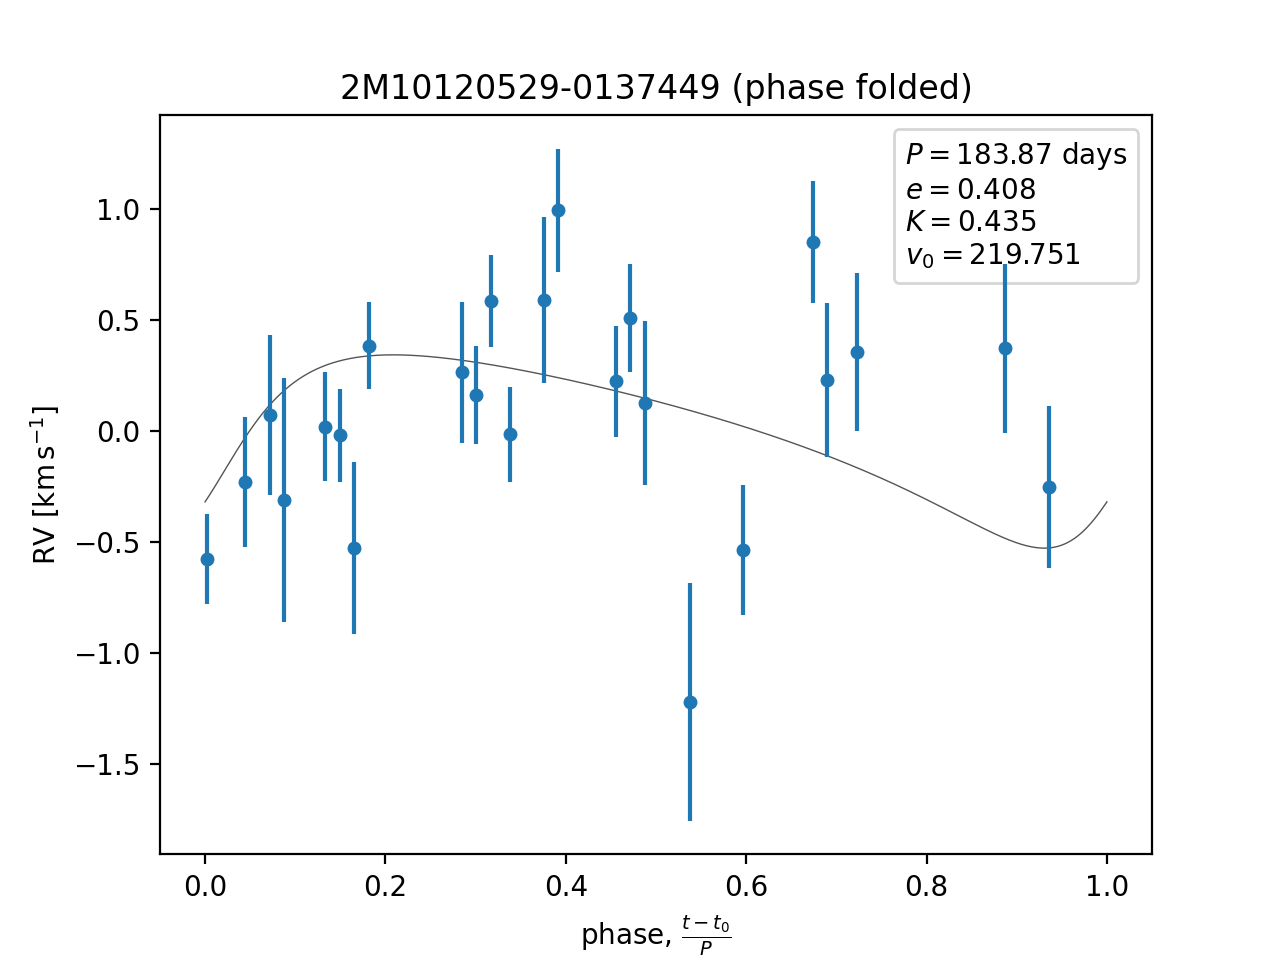 2M10120529-0137449 (phase folded)
P = 183.87 days
e = 0.408
K = 0.435
v₀ = 219.751
RV [km s⁻¹]
1.0
0.5
0.0
−0.5
−1.0
−1.5
0.0 0.2 0.4 0.6 0.8 1.0
phase, (t − t₀)/P